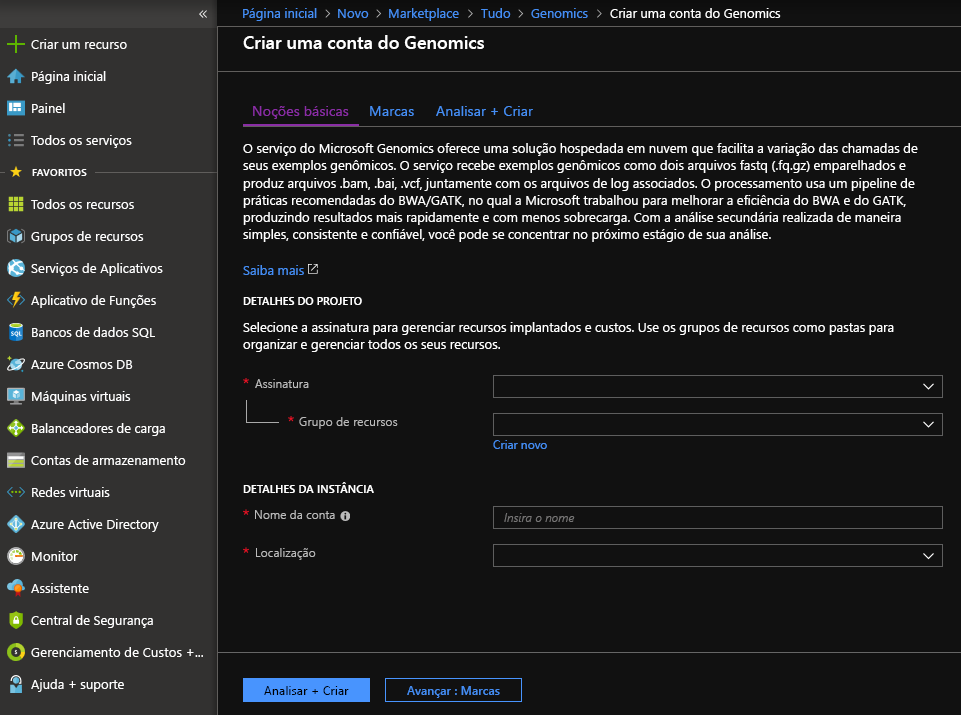 «
Criar um recurso
Página inicial
Painel
Todos os serviços
FAVORITOS
Todos os recursos
Grupos de recursos
Serviços de Aplicativos
Aplicativo de Funções
Bancos de dados SQL
Azure Cosmos DB
Máquinas virtuais
Balanceadores de carga
Contas de armazenamento
Redes virtuais
Azure Active Directory
Monitor
Assistente
Central de Segurança
Gerenciamento de Custos +...
Ajuda + suporte
Página inicial > Novo > Marketplace > Tudo > Genomics > Criar uma conta do Genomics
Criar uma conta do Genomics
Noções básicas Marcas Analisar + Criar
O serviço do Microsoft Genomics oferece uma solução hospedada em nuvem que facilita a variação das chamadas de
seus exemplos genômicos. O serviço recebe exemplos genômicos como dois arquivos fastq (.fq.gz) emparelhados e
produz arquivos .bam, .bai, .vcf, juntamente com os arquivos de log associados. O processamento usa um pipeline de
práticas recomendadas do BWA/GATK, no qual a Microsoft trabalhou para melhorar a eficiência do BWA e do GATK,
produzindo resultados mais rapidamente e com menos sobrecarga. Com a análise secundária realizada de maneira
simples, consistente e confiável, você pode se concentrar no próximo estágio de sua análise.
Saiba mais
DETALHES DO PROJETO
Selecione a assinatura para gerenciar recursos implantados e custos. Use os grupos de recursos como pastas para
organizar e gerenciar todos os seus recursos.
* Assinatura
* Grupo de recursos
Criar novo
DETALHES DA INSTÂNCIA
* Nome da conta
Insira o nome
* Localização
Analisar + Criar
Avançar : Marcas